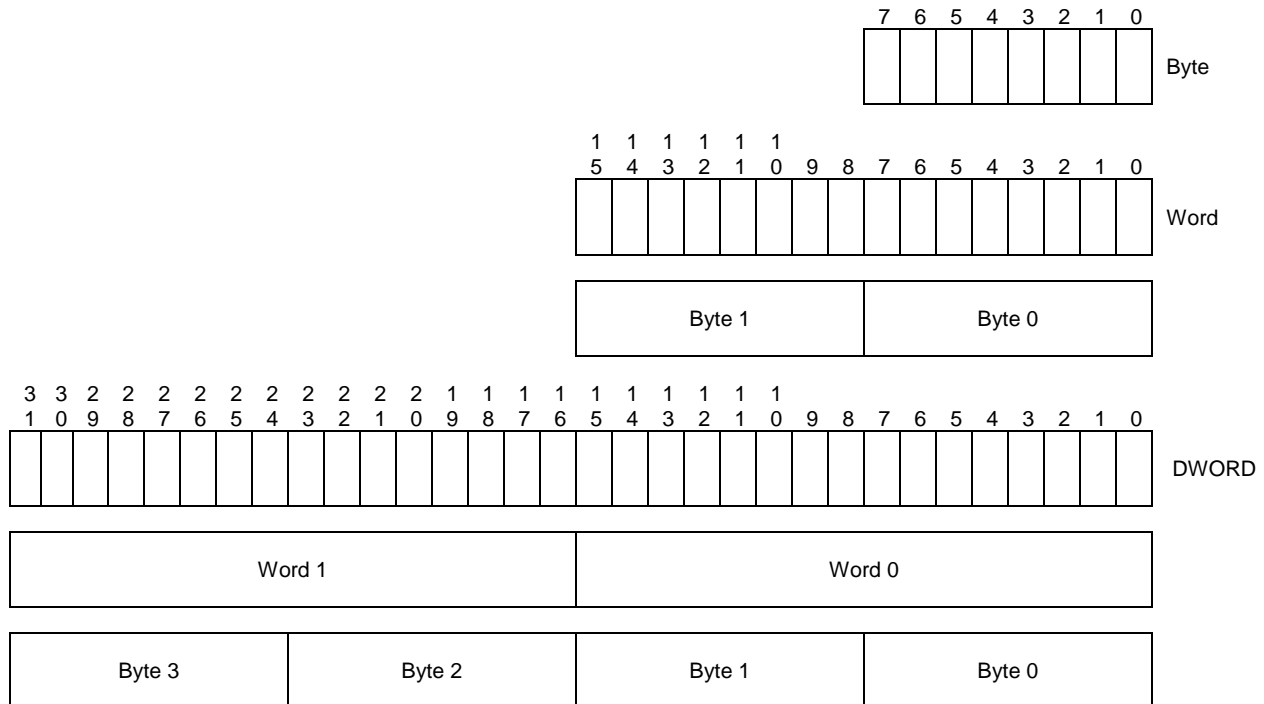 7 6 5 4 3 2 1 0
Byte
1 1 1 1 1 1
5 4 3 2 1 0 9 8 7 6 5 4 3 2 1 0
Word
Byte 1 Byte 0
3 3 2 2 2 2 2 2 2 2 2 2 1 1 1 1 1 1 1 1 1 1
1 0 9 8 7 6 5 4 3 2 1 0 9 8 7 6 5 4 3 2 1 0 9 8 7 6 5 4 3 2 1 0
DWORD
Word 1 Word 0
Byte 3 Byte 2 Byte 1 Byte 0